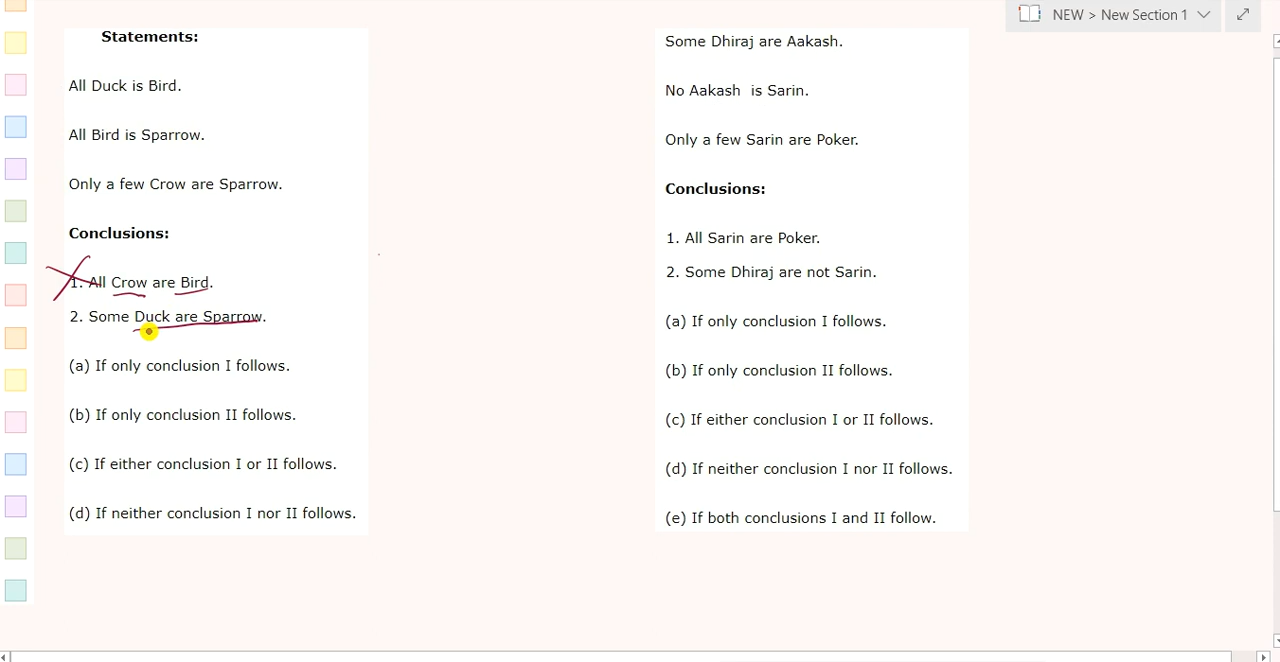 NEW > New Section 1
Statements:
All Duck is Bird.
All Bird is Sparrow.
Only a few Crow are Sparrow.
Conclusions:
1. All Crow are Bird.
2. Some Duck are Sparrow.
(a) If only conclusion I follows.
(b) If only conclusion II follows.
(c) If either conclusion I or II follows.
(d) If neither conclusion I nor II follows.
Some Dhiraj are Aakash.
No Aakash is Sarin.
Only a few Sarin are Poker.
Conclusions:
1. All Sarin are Poker.
2. Some Dhiraj are not Sarin.
(a) If only conclusion I follows.
(b) If only conclusion II follows.
(c) If either conclusion I or II follows.
(d) If neither conclusion I nor II follows.
(e) If both conclusions I and II follow.